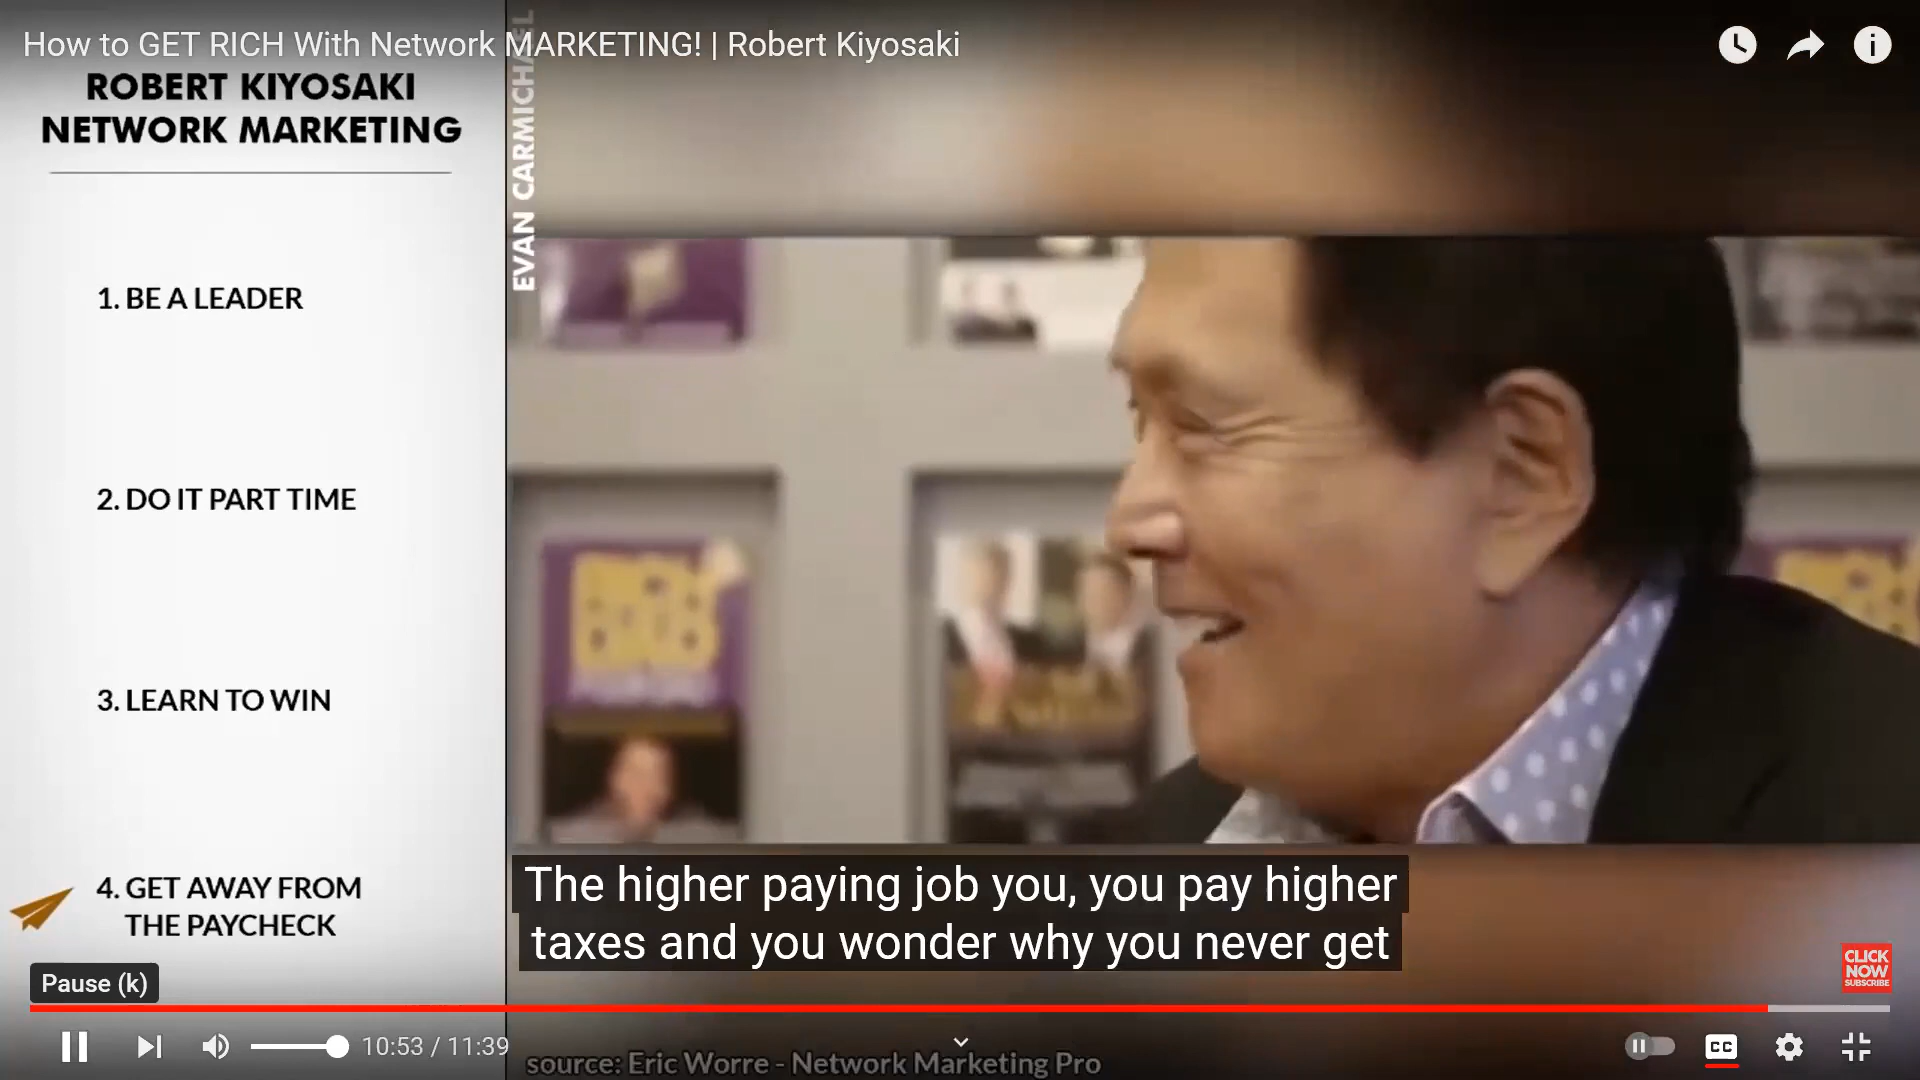 How to GET RICH With Network MARKETING! | Robert Kiyosaki
ROBERT KIYOSAKI
NETWORK MARKETING
EVAN CARMICHAEL
1. BE A LEADER
2. DO IT PART TIME
3. LEARN TO WIN
4. GET AWAY FROM
THE PAYCHECK
The higher paying job you, you pay higher
taxes and you wonder why you never get
CLICK
NOW
SUBSCRIBE
Pause (k)
10:53 / 11:39
CC
source: Eric Worre - Network Marketing Pro